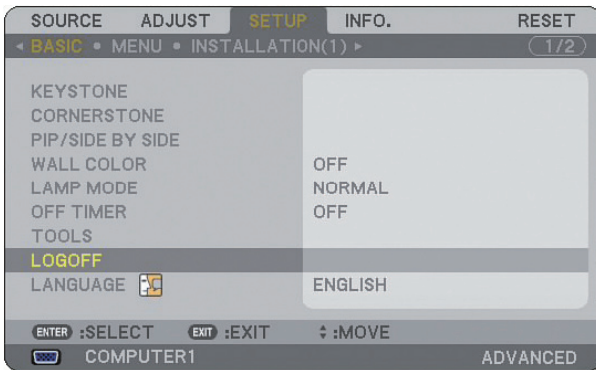 SOURCE ADJUST SETUP INFO. RESET
◂ BASIC • MENU • INSTALLATION(1) ▸ 1/2
KEYSTONE
CORNERSTONE
PIP/SIDE BY SIDE
WALL COLOR OFF
LAMP MODE NORMAL
OFF TIMER OFF
TOOLS
LOGOFF
LANGUAGE ENGLISH
ENTER :SELECT EXIT :EXIT :MOVE
COMPUTER1 ADVANCED